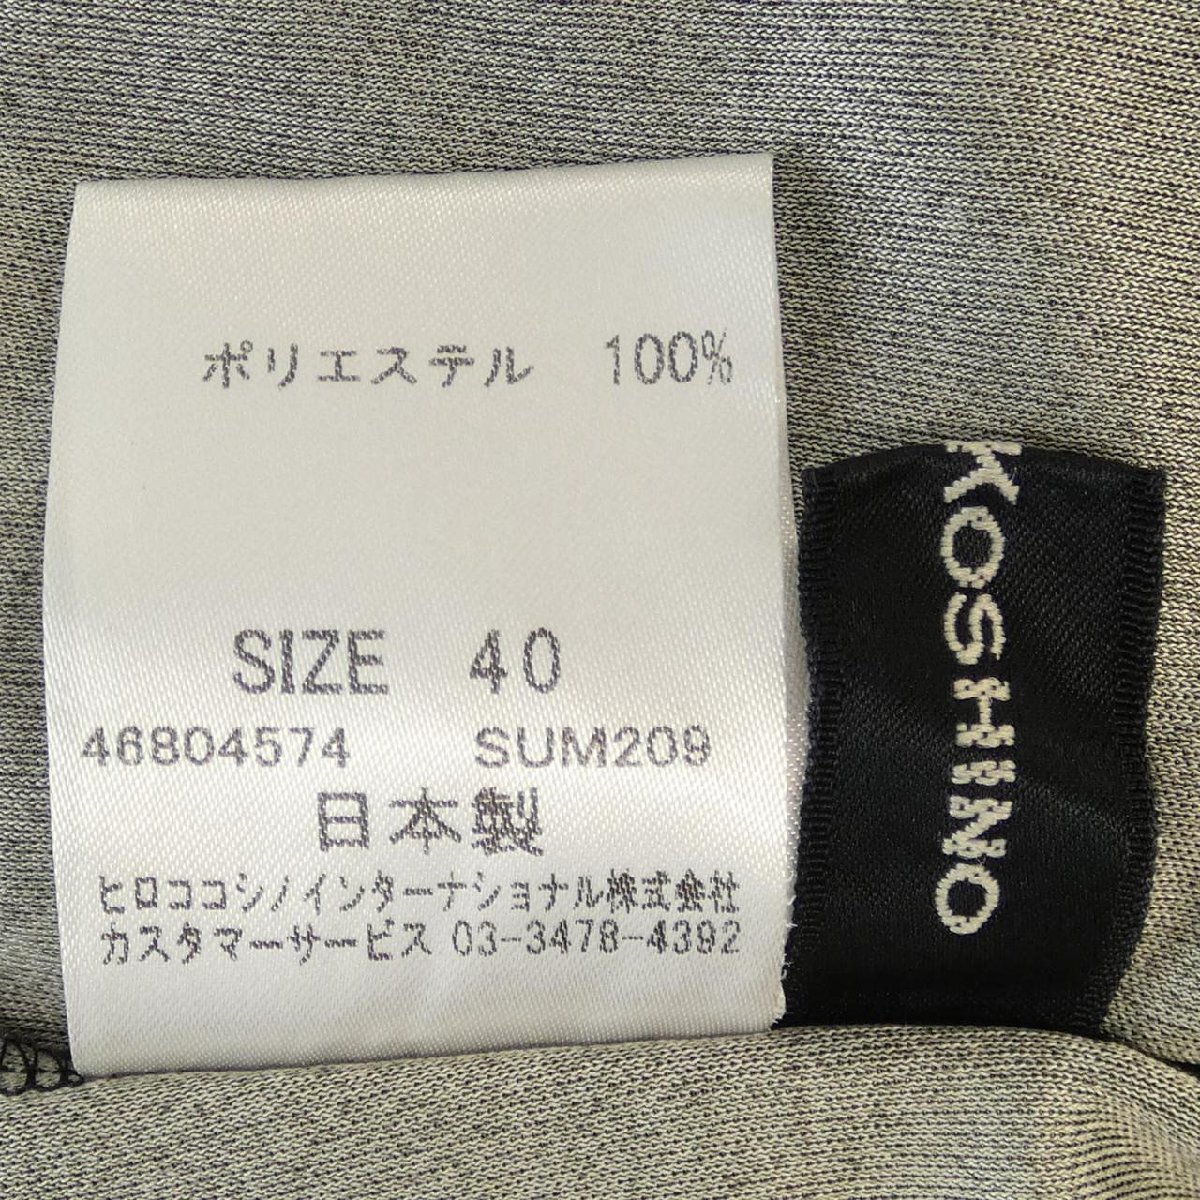 ポリエステル 100%
SIZE 40
46804574 SUM209
日本製
ヒロココシノインターナショナル株式会社
カスタマーサービス 03-3478-4392
KOSHINO